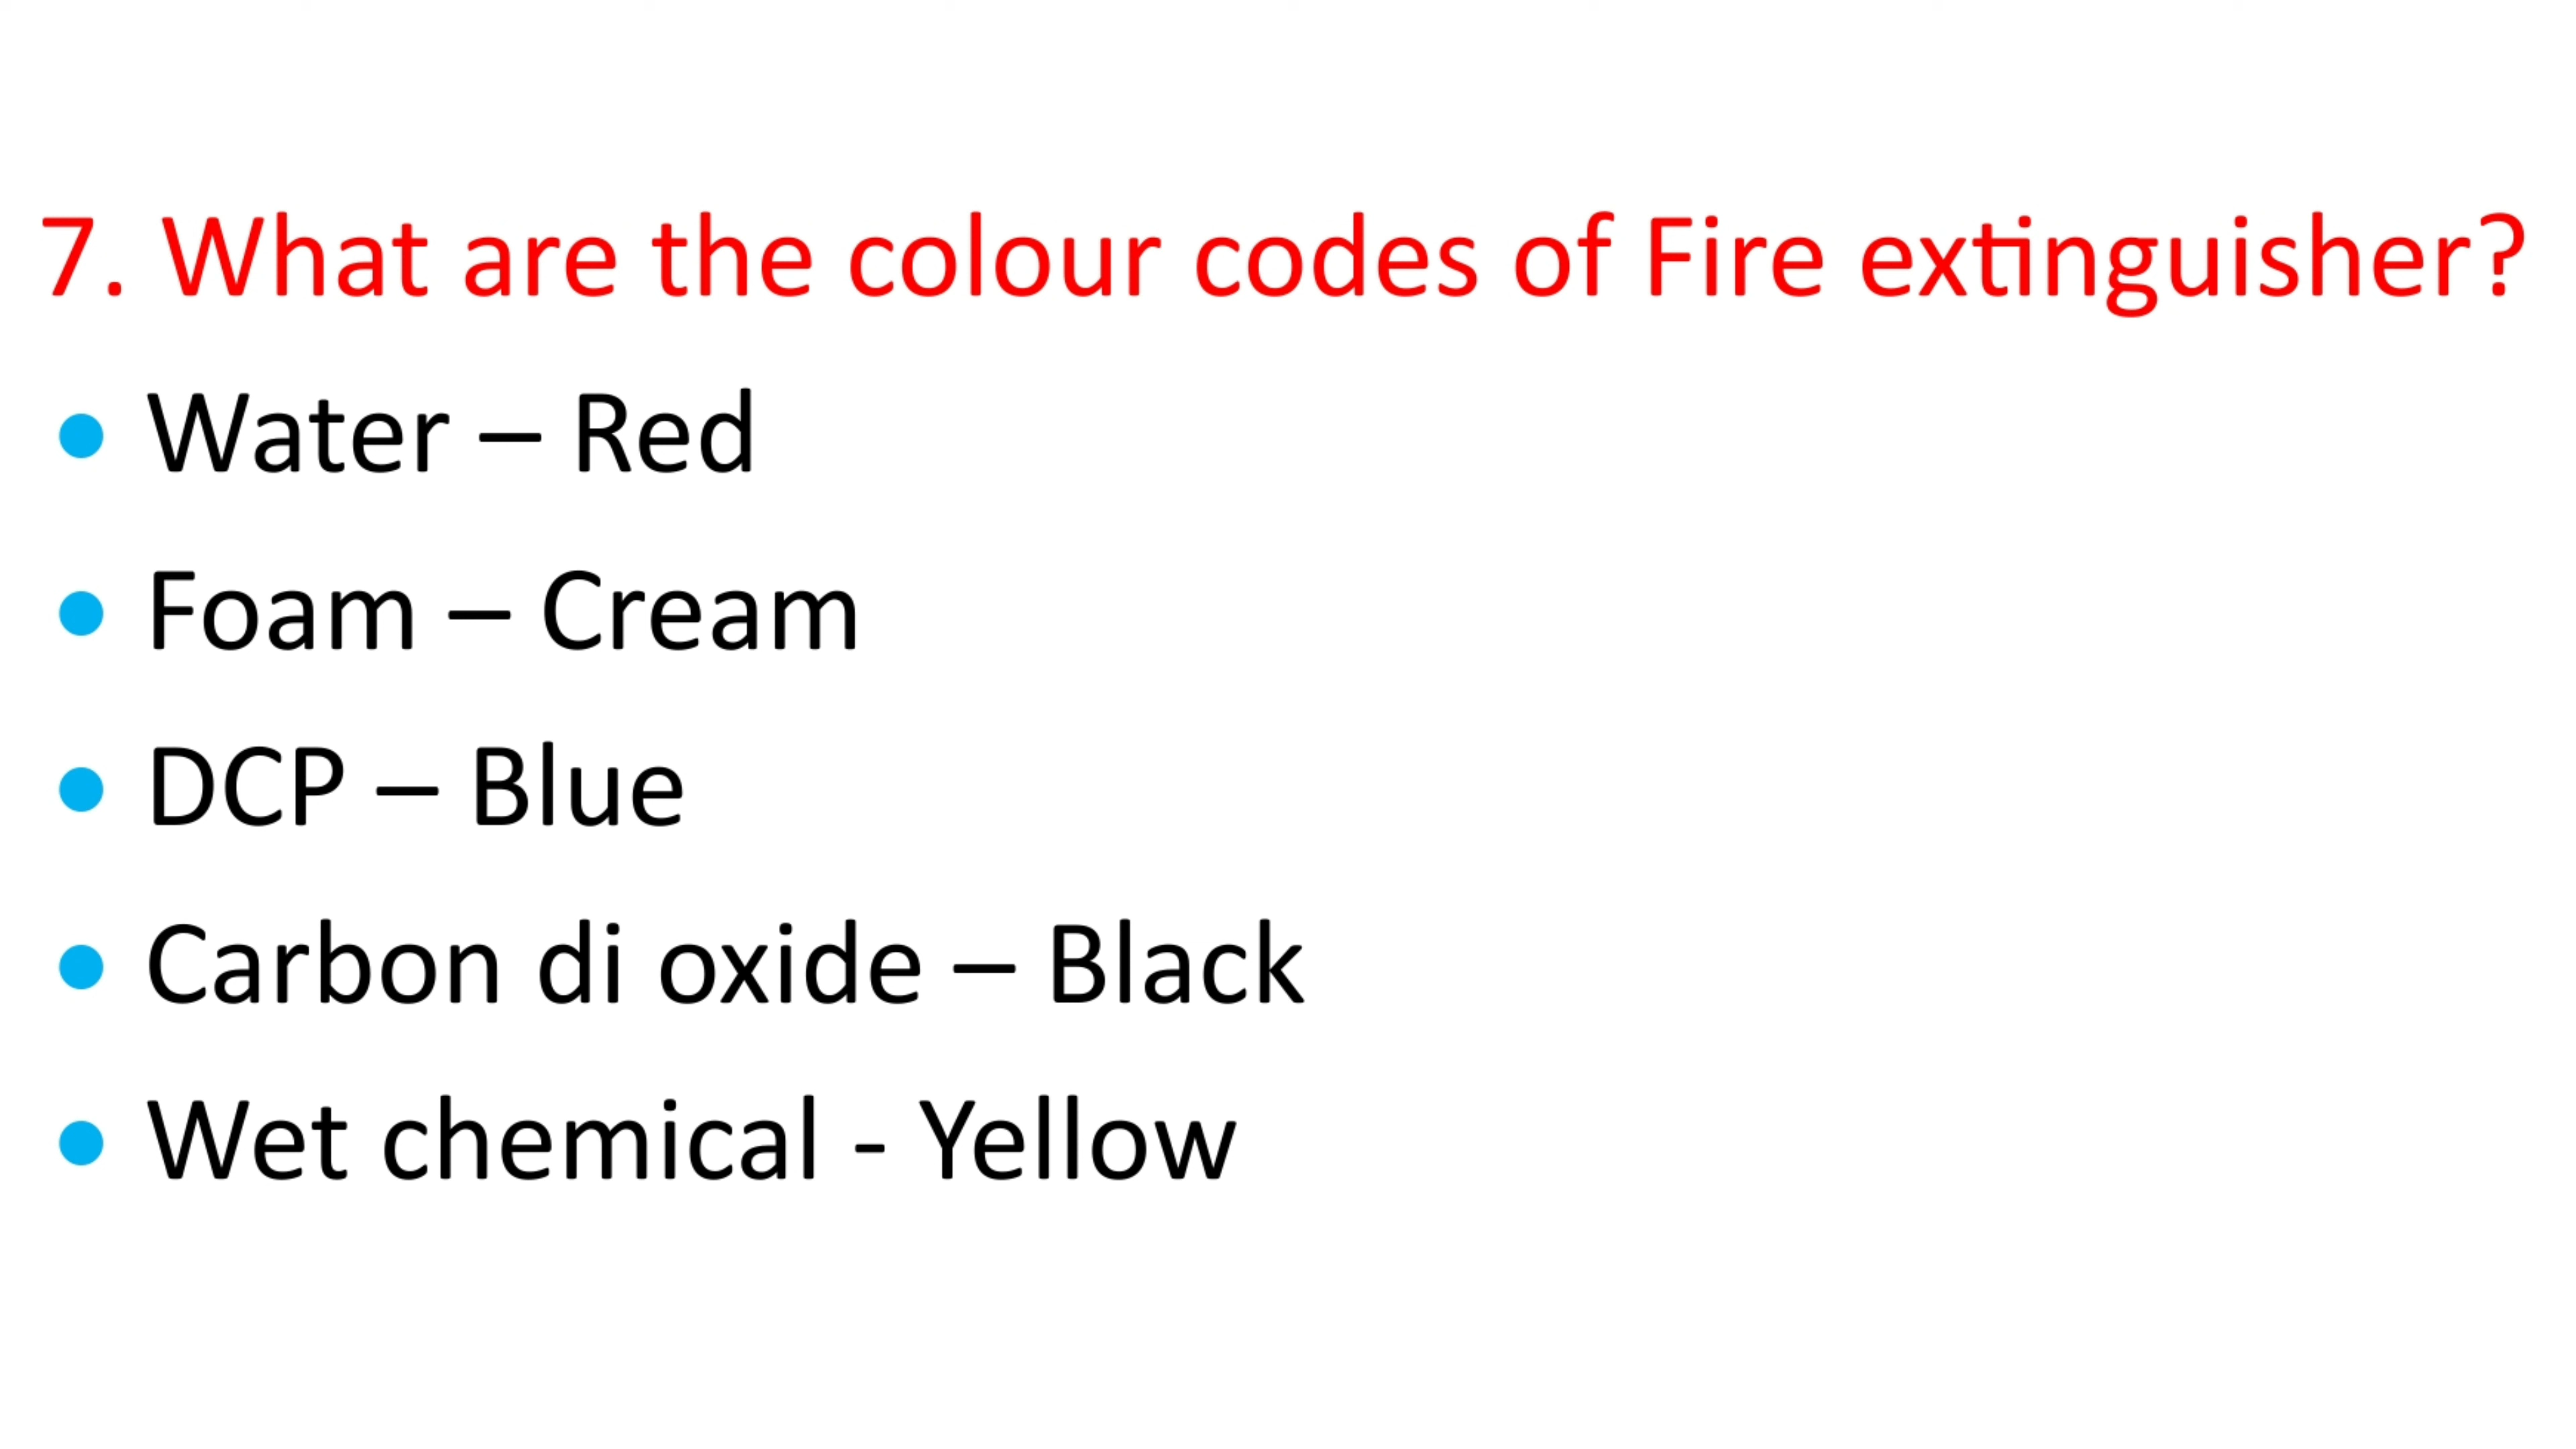 7. What are the colour codes of Fire extinguisher?
• Water – Red
• Foam – Cream
• DCP – Blue
• Carbon di oxide – Black
• Wet chemical - Yellow